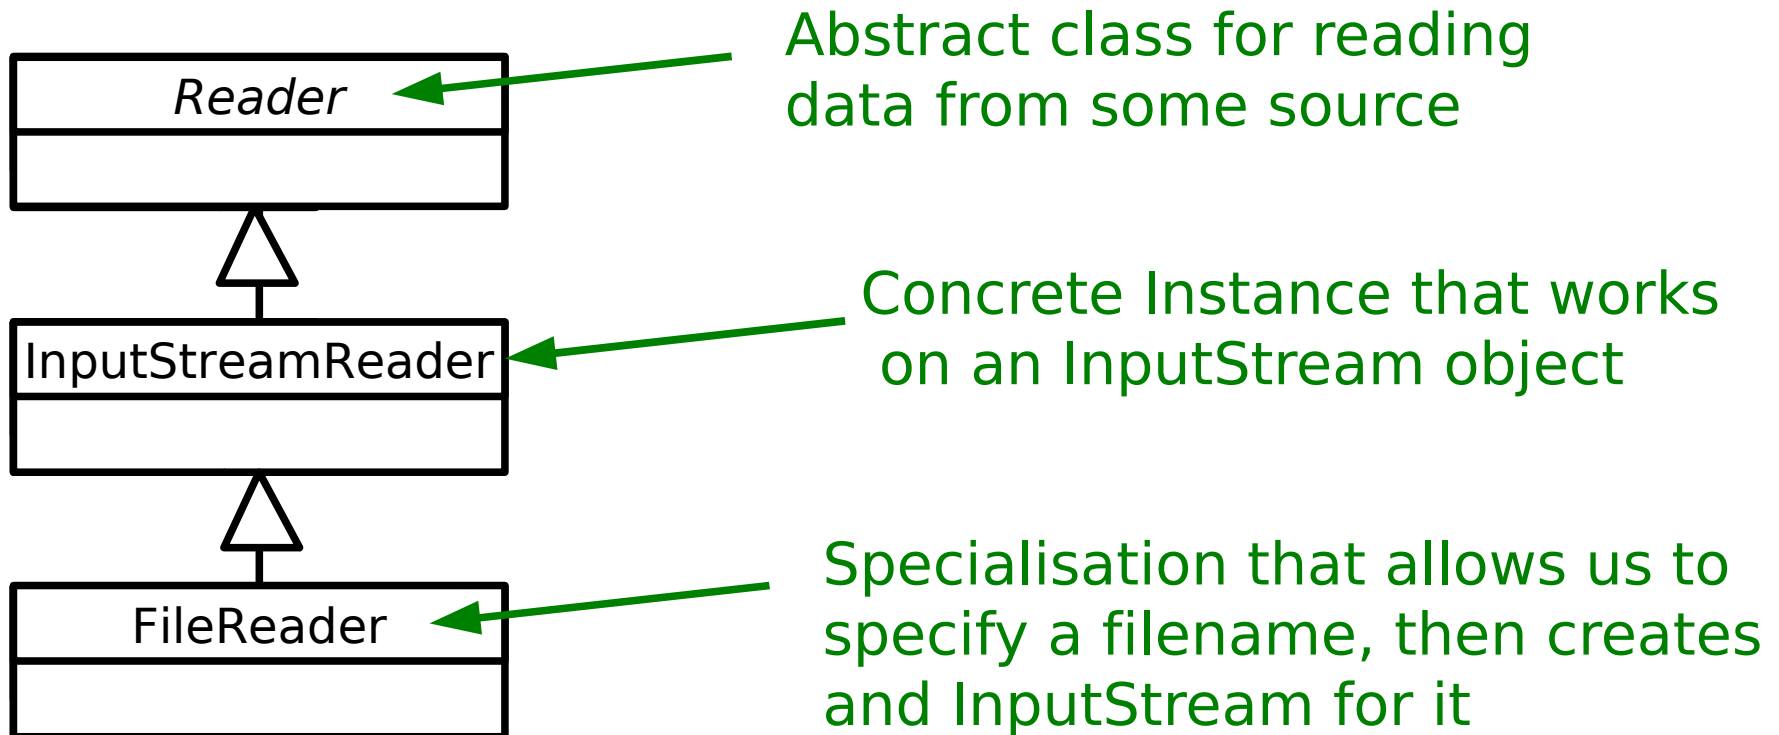 Reader
Abstract class for reading
data from some source
InputStreamReader
Concrete Instance that works
on an InputStream object
FileReader
Specialisation that allows us to
specify a filename, then creates
and InputStream for it